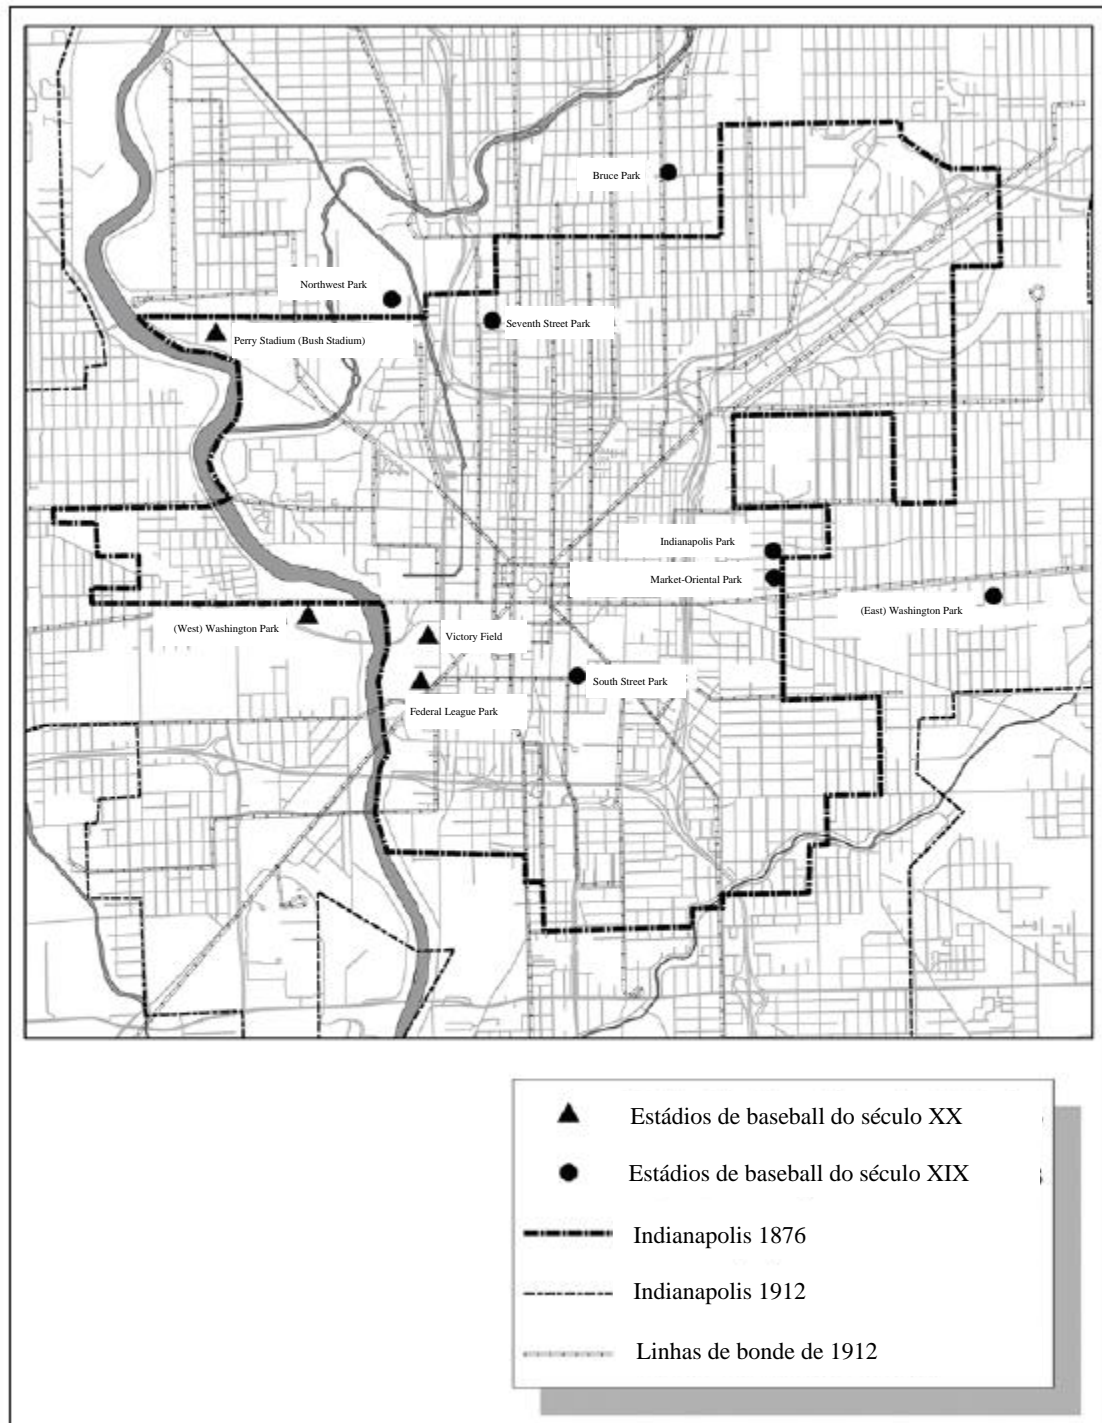 Bruce Park
Northwest Park
Seventh Street Park
Perry Stadium (Bush Stadium)
Indianapolis Park
Market-Oriental Park
(East) Washington Park
(West) Washington Park
Victory Field
South Street Park
Federal League Park
Estádios de baseball do século XX
Estádios de baseball do século XIX
Indianapolis 1876
Indianapolis 1912
Linhas de bonde de 1912